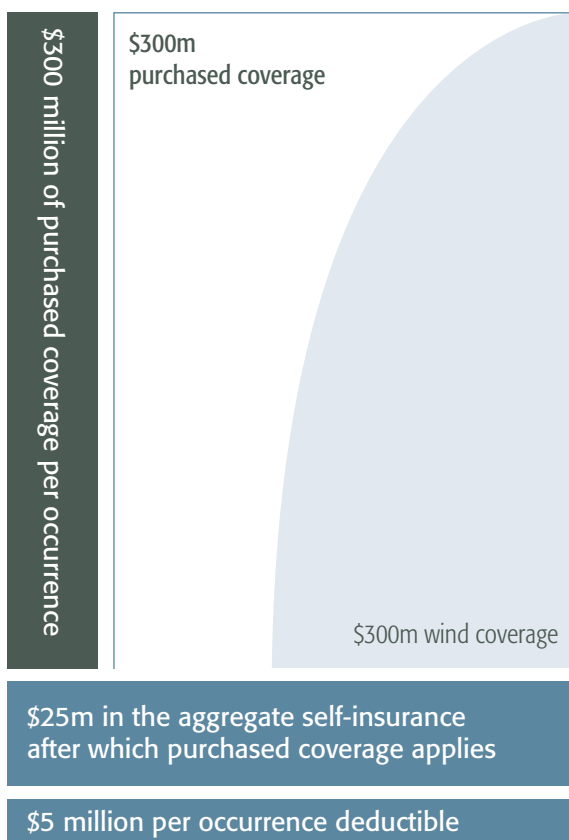 $300 million of purchased coverage per occurrence
$300m
purchased coverage
$300m wind coverage
$25m in the aggregate self-insurance
after which purchased coverage applies
$5 million per occurrence deductible